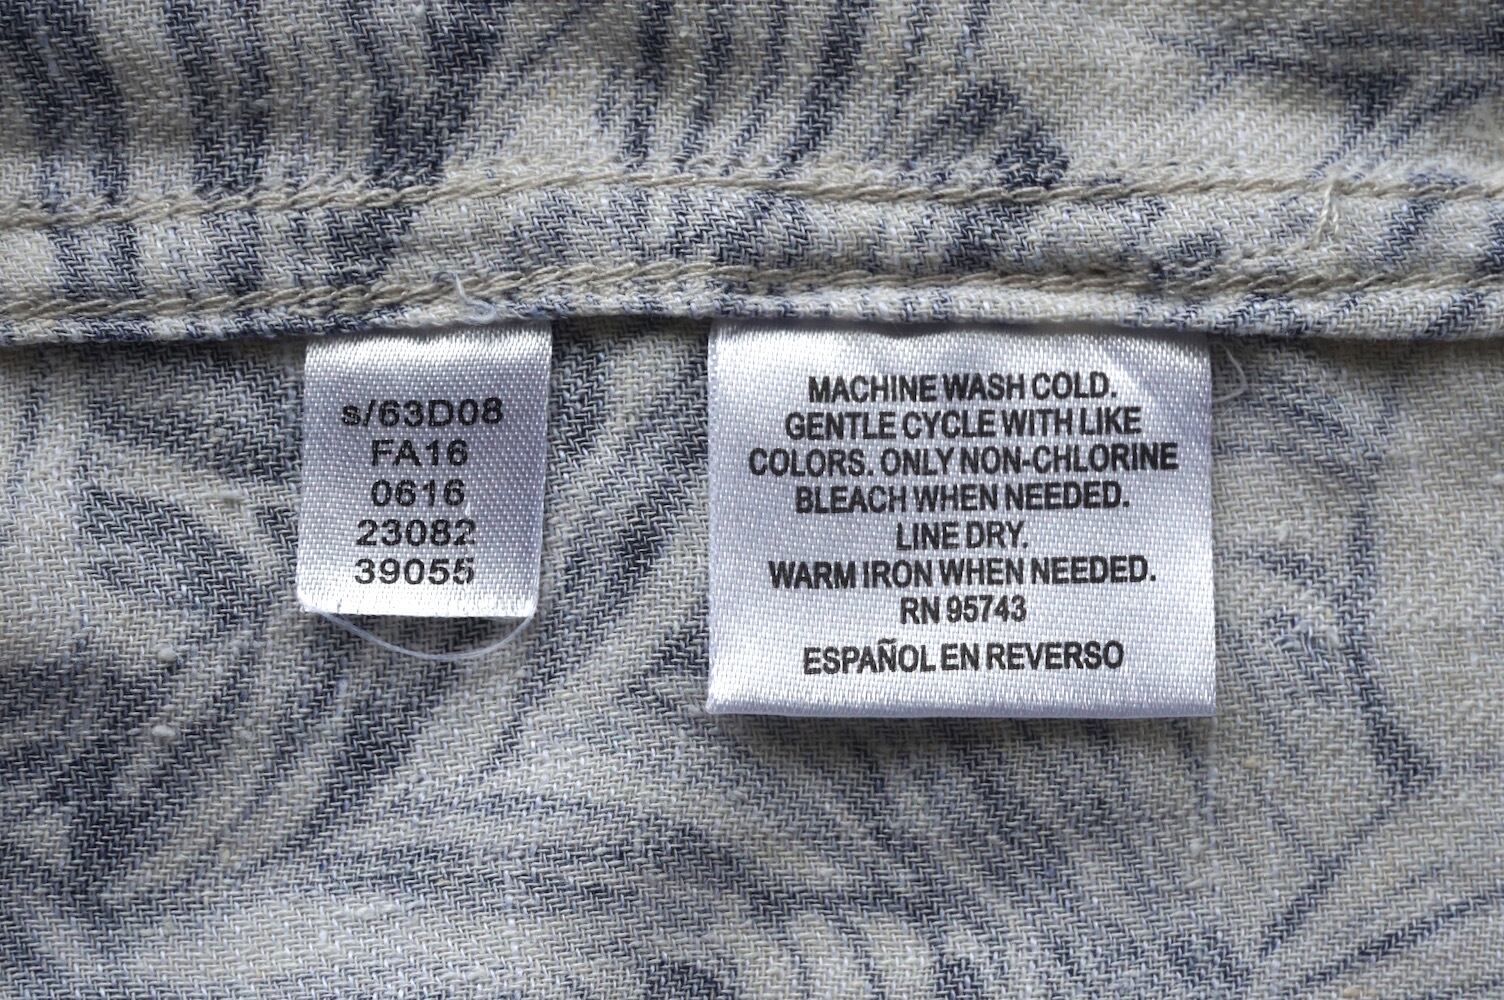 s/63D08
FA16
0616
23082
39055
MACHINE WASH COLD.
GENTLE CYCLE WITH LIKE
COLORS. ONLY NON-CHLORINE
BLEACH WHEN NEEDED.
LINE DRY.
WARM IRON WHEN NEEDED.
RN 95743
ESPAÑOL EN REVERSO